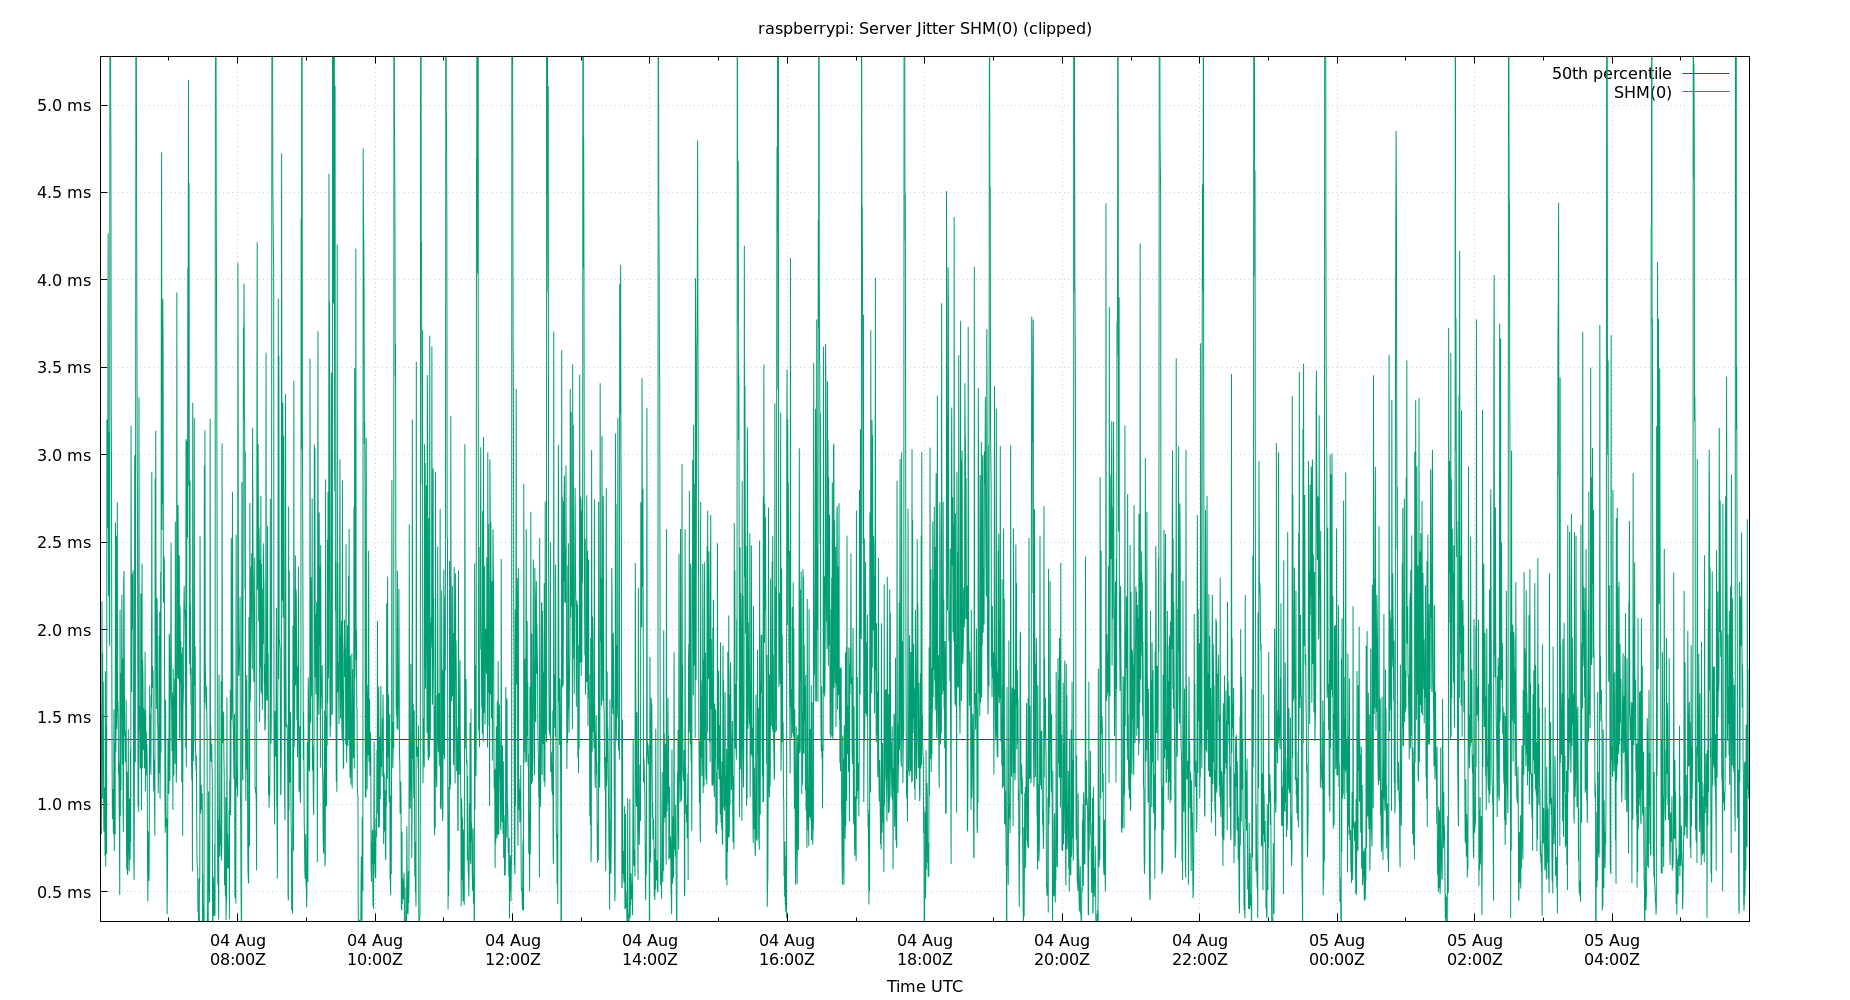 raspberrypi: Server Jitter SHM(0) (clipped)
50th percentile
SHM(0)
5.0 ms
4.5 ms
4.0 ms
3.5 ms
3.0 ms
2.5 ms
2.0 ms
1.5 ms
1.0 ms
0.5 ms
04 Aug 04 Aug 04 Aug 04 Aug 04 Aug 04 Aug 04 Aug 04 Aug 05 Aug 05 Aug 05 Aug
08:00Z 10:00Z 12:00Z 14:00Z 16:00Z 18:00Z 20:00Z 22:00Z 00:00Z 02:00Z 04:00Z
Time UTC